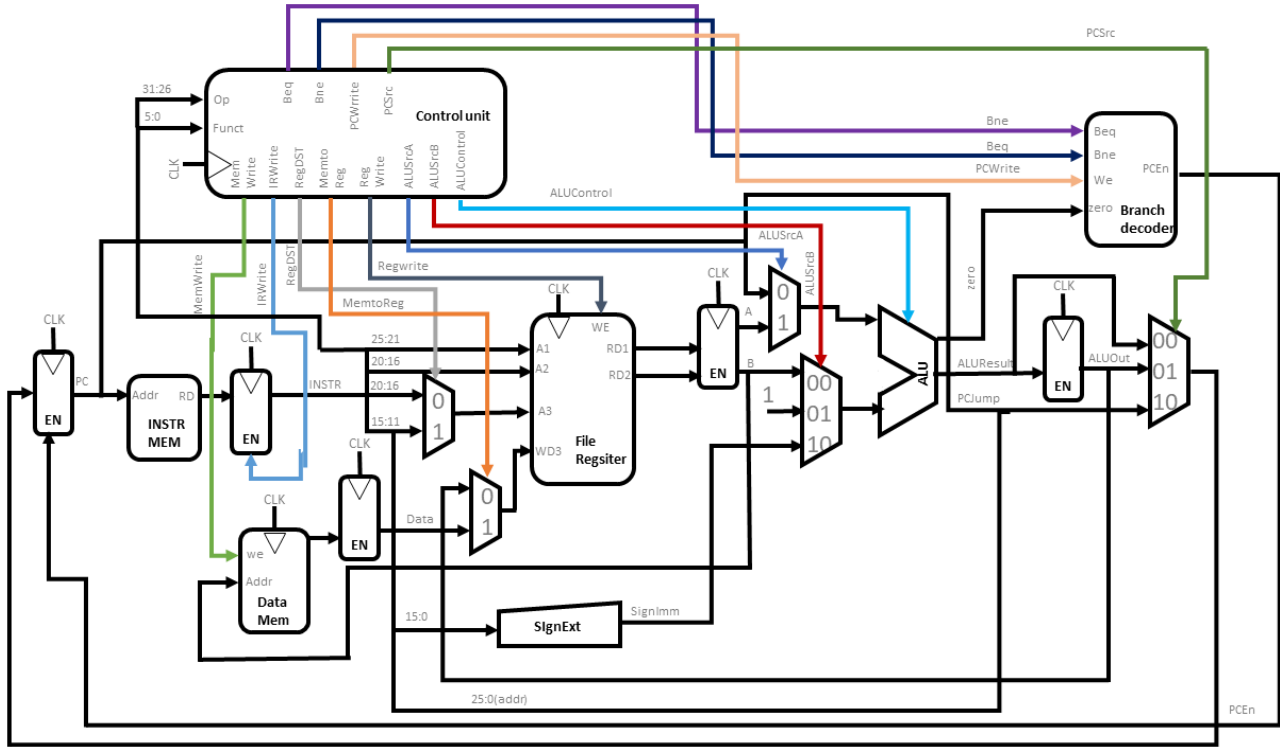 PCSrc
31:26
5:0
CLK
Op
Funct
Beq
Bne
PCWrrite
PCSrc
Control unit
Mem
Write
IRWrite
RegDST
Memto
Reg
Reg
Write
ALUSrcA
ALUSrcB
ALUControl
Bne
Beq
PCWrite
Beq
Bne
We
zero
PCEn
Branch
decoder
ALUControl
MemWrite
IRWrite
RegDST
Regwrite
MemtoReg
ALUSrcA
ALUSrcB
zero
CLK
EN
PC
Addr
RD
INSTR
MEM
CLK
EN
INSTR
25:21
20:16
20:16
15:11
0
1
CLK
WE
A1
A2
A3
WD3
RD1
RD2
File
Regsiter
CLK
EN
A
B
0
1
1
00
01
10
ALU
ALUResult
CLK
EN
ALUOut
PCJump
00
01
10
CLK
EN
Data
0
1
CLK
we
Addr
Data
Mem
15:0
SIgnExt
SignImm
25:0(addr)
PCEn